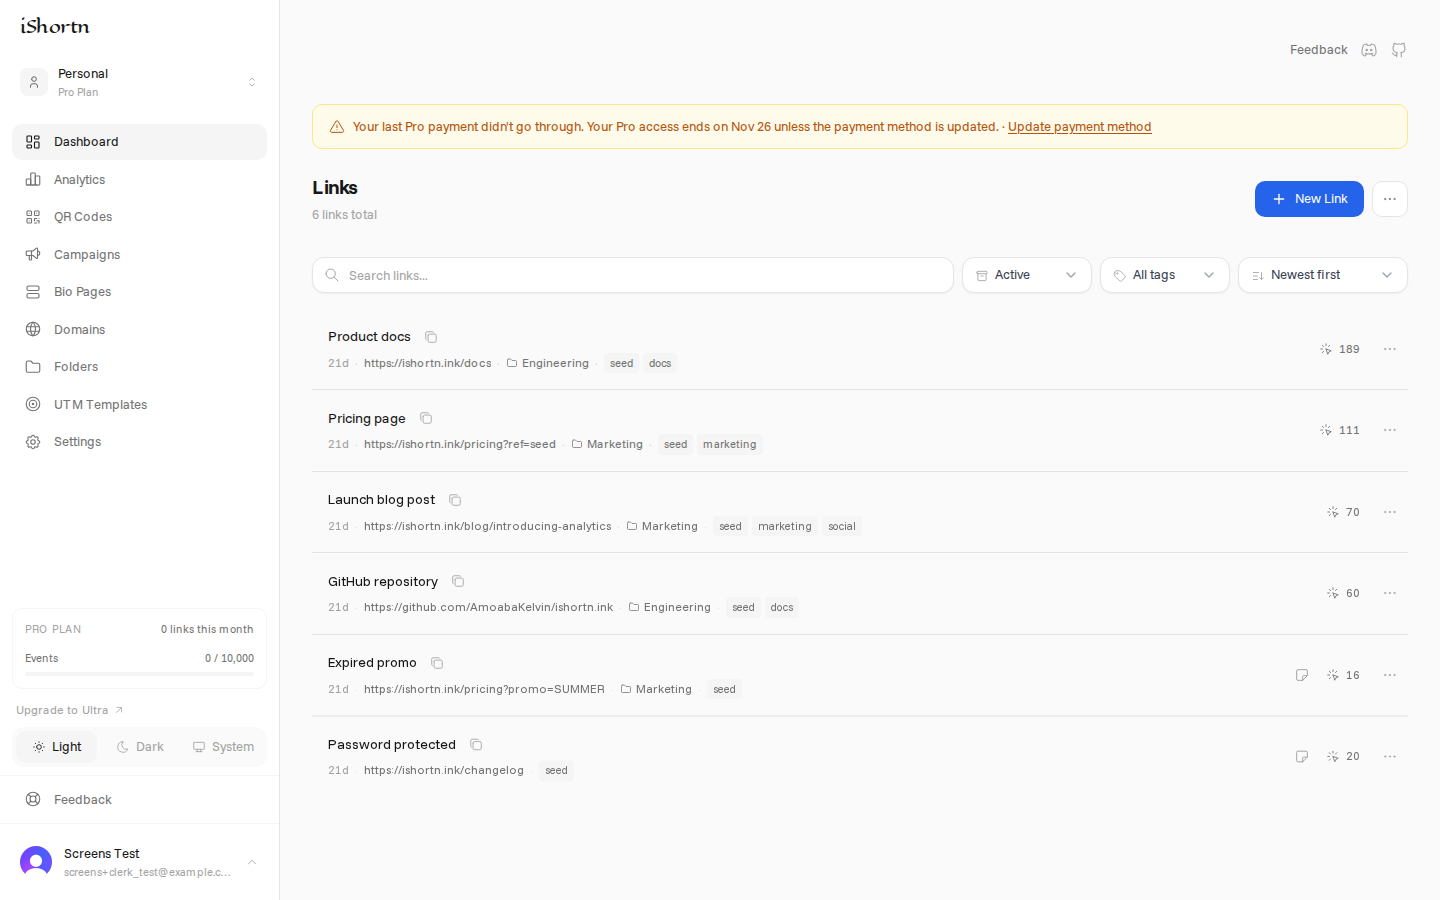 iShortn
Personal
Pro Plan
Dashboard
Analytics
QR Codes
Campaigns
Bio Pages
Domains
Folders
UTM Templates
Settings
PRO PLAN 0 links this month
Events 0 / 10,000
Upgrade to Ultra
Light Dark System
Feedback
Screens Test
screens+clerk_test@example.c...
Feedback
Your last Pro payment didn't go through. Your Pro access ends on Nov 26 unless the payment method is updated. · Update payment method
Links
6 links total
New Link
Search links...
Active
All tags
Newest first
Product docs
21d · https://ishortn.ink/docs · Engineering · seed docs
189
Pricing page
21d · https://ishortn.ink/pricing?ref=seed · Marketing · seed marketing
111
Launch blog post
21d · https://ishortn.ink/blog/introducing-analytics · Marketing · seed marketing social
70
GitHub repository
21d · https://github.com/AmoabaKelvin/ishortn.ink · Engineering · seed docs
60
Expired promo
21d · https://ishortn.ink/pricing?promo=SUMMER · Marketing · seed
16
Password protected
21d · https://ishortn.ink/changelog · seed
20